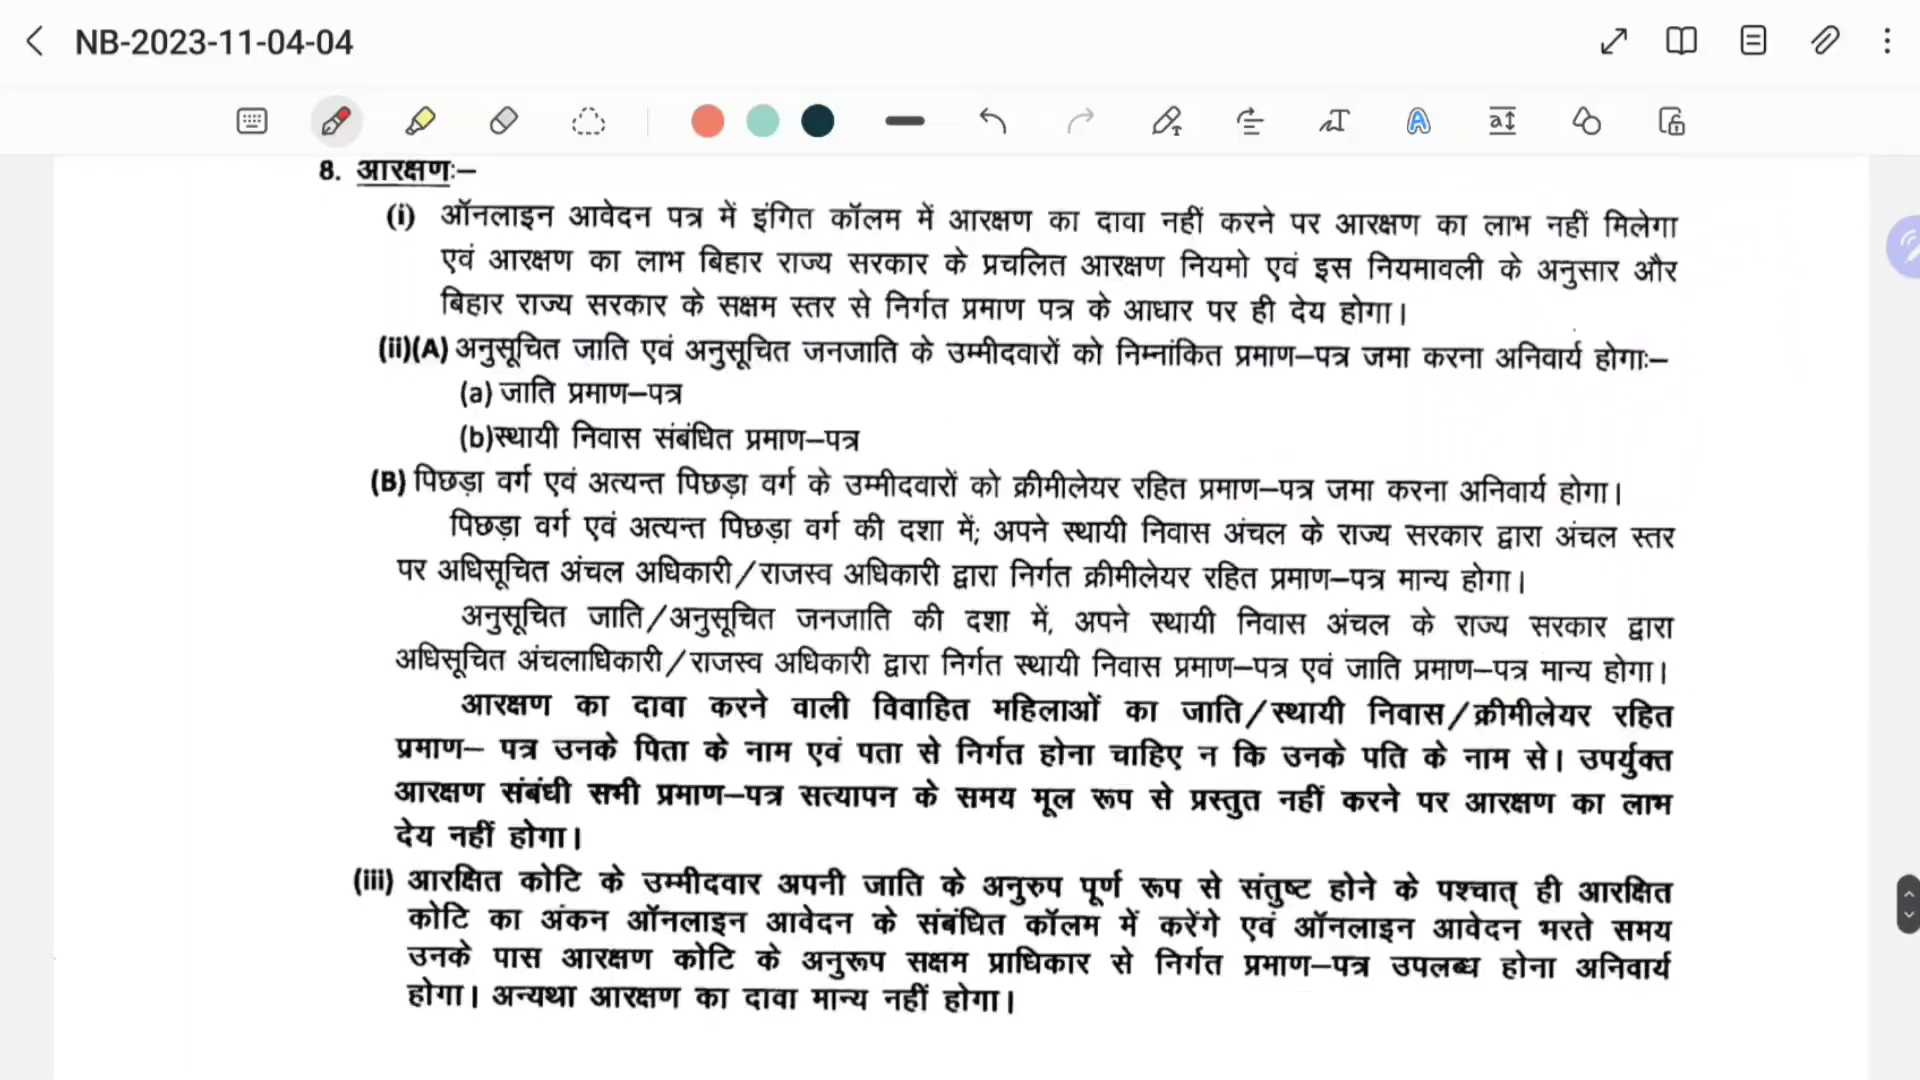 NB-2023-11-04-04
8. आरक्षणः–
(i) ऑनलाइन आवेदन पत्र में इंगित कॉलम में आरक्षण का दावा नहीं करने पर आरक्षण का लाभ नहीं मिलेगा
एवं आरक्षण का लाभ बिहार राज्य सरकार के प्रचलित आरक्षण नियमो एवं इस नियमावली के अनुसार और
बिहार राज्य सरकार के सक्षम स्तर से निर्गत प्रमाण पत्र के आधार पर ही देय होगा।
(ii)(A) अनुसूचित जाति एवं अनुसूचित जनजाति के उम्मीदवारों को निम्नांकित प्रमाण–पत्र जमा करना अनिवार्य होगाः–
(a) जाति प्रमाण–पत्र
(b)स्थायी निवास संबंधित प्रमाण–पत्र
(B) पिछड़ा वर्ग एवं अत्यन्त पिछड़ा वर्ग के उम्मीदवारों को क्रीमीलेयर रहित प्रमाण–पत्र जमा करना अनिवार्य होगा।
पिछड़ा वर्ग एवं अत्यन्त पिछड़ा वर्ग की दशा में; अपने स्थायी निवास अंचल के राज्य सरकार द्वारा अंचल स्तर
पर अधिसूचित अंचल अधिकारी/राजस्व अधिकारी द्वारा निर्गत क्रीमीलेयर रहित प्रमाण–पत्र मान्य होगा।
अनुसूचित जाति/अनुसूचित जनजाति की दशा में, अपने स्थायी निवास अंचल के राज्य सरकार द्वारा
अधिसूचित अंचलाधिकारी/राजस्व अधिकारी द्वारा निर्गत स्थायी निवास प्रमाण–पत्र एवं जाति प्रमाण–पत्र मान्य होगा।
आरक्षण का दावा करने वाली विवाहित महिलाओं का जाति/स्थायी निवास/क्रीमीलेयर रहित
प्रमाण– पत्र उनके पिता के नाम एवं पता से निर्गत होना चाहिए न कि उनके पति के नाम से। उपर्युक्त
आरक्षण संबंधी सभी प्रमाण–पत्र सत्यापन के समय मूल रूप से प्रस्तुत नहीं करने पर आरक्षण का लाभ
देय नहीं होगा।
(iii) आरक्षित कोटि के उम्मीदवार अपनी जाति के अनुरुप पूर्ण रूप से संतुष्ट होने के पश्चात् ही आरक्षित
कोटि का अंकन ऑनलाइन आवेदन के संबंधित कॉलम में करेंगे एवं ऑनलाइन आवेदन भरते समय
उनके पास आरक्षण कोटि के अनुरूप सक्षम प्राधिकार से निर्गत प्रमाण–पत्र उपलब्ध होना अनिवार्य
होगा। अन्यथा आरक्षण का दावा मान्य नहीं होगा।